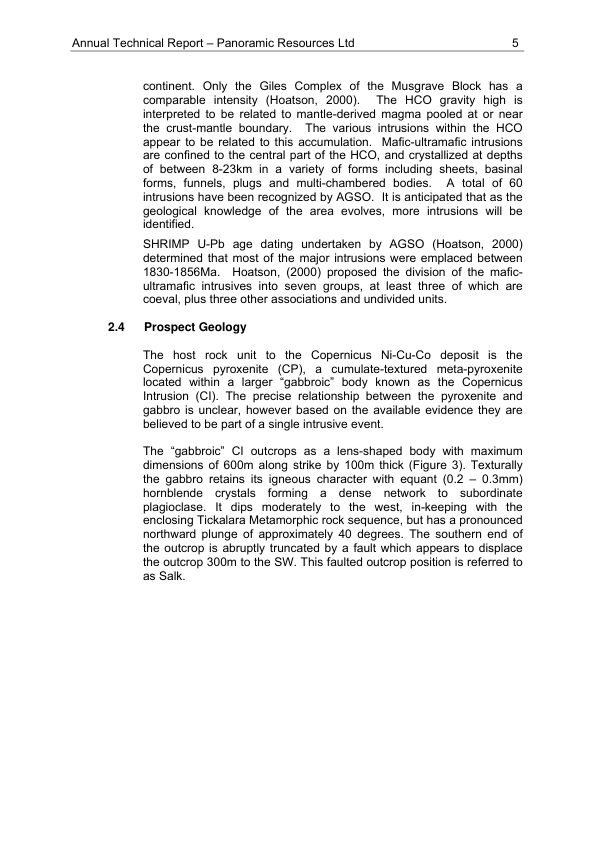 Annual Technical Report – Panoramic Resources Ltd 5
continent. Only the Giles Complex of the Musgrave Block has a
comparable intensity (Hoatson, 2000). The HCO gravity high is
interpreted to be related to mantle-derived magma pooled at or near
the crust-mantle boundary. The various intrusions within the HCO
appear to be related to this accumulation. Mafic-ultramafic intrusions
are confined to the central part of the HCO, and crystallized at depths
of between 8-23km in a variety of forms including sheets, basinal
forms, funnels, plugs and multi-chambered bodies. A total of 60
intrusions have been recognized by AGSO. It is anticipated that as the
geological knowledge of the area evolves, more intrusions will be
identified.
SHRIMP U-Pb age dating undertaken by AGSO (Hoatson, 2000)
determined that most of the major intrusions were emplaced between
1830-1856Ma. Hoatson, (2000) proposed the division of the mafic-
ultramafic intrusives into seven groups, at least three of which are
coeval, plus three other associations and undivided units.
2.4 Prospect Geology
The host rock unit to the Copernicus Ni-Cu-Co deposit is the
Copernicus pyroxenite (CP), a cumulate-textured meta-pyroxenite
located within a larger “gabbroic” body known as the Copernicus
Intrusion (CI). The precise relationship between the pyroxenite and
gabbro is unclear, however based on the available evidence they are
believed to be part of a single intrusive event.
The “gabbroic” CI outcrops as a lens-shaped body with maximum
dimensions of 600m along strike by 100m thick (Figure 3). Texturally
the gabbro retains its igneous character with equant (0.2 – 0.3mm)
hornblende crystals forming a dense network to subordinate
plagioclase. It dips moderately to the west, in-keeping with the
enclosing Tickalara Metamorphic rock sequence, but has a pronounced
northward plunge of approximately 40 degrees. The southern end of
the outcrop is abruptly truncated by a fault which appears to displace
the outcrop 300m to the SW. This faulted outcrop position is referred to
as Salk.